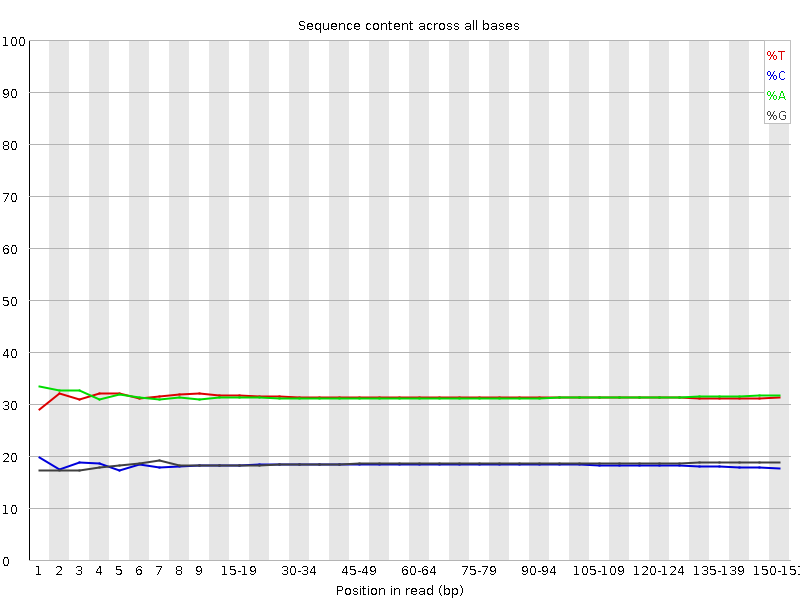 Sequence content across all bases
100
90
80
70
60
50
40
30
20
10
0
%T
%C
%A
%G
1 2 3 4 5 6 7 8 9 15-19 30-34 45-49 60-64 75-79 90-94 105-109 120-124 135-139 150-151
Position in read (bp)